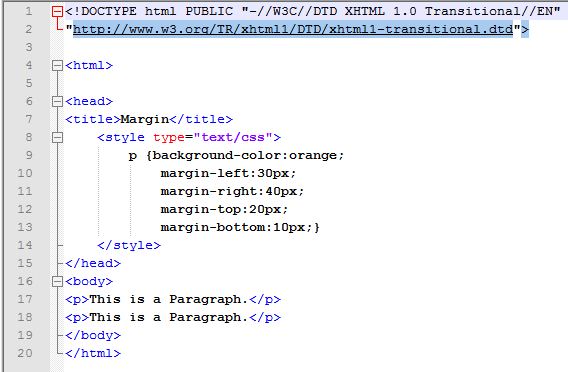 1 <!DOCTYPE html PUBLIC "-//W3C//DTD XHTML 1.0 Transitional//EN"
2 "http://www.w3.org/TR/xhtml1/DTD/xhtml1-transitional.dtd">
3
4 <html>
5
6 <head>
7 <title>Margin</title>
8     <style type="text/css">
9         p {background-color:orange;
10             margin-left:30px;
11             margin-right:40px;
12             margin-top:20px;
13             margin-bottom:10px;}
14     </style>
15 </head>
16 <body>
17 <p>This is a Paragraph.</p>
18 <p>This is a Paragraph.</p>
19 </body>
20 </html>